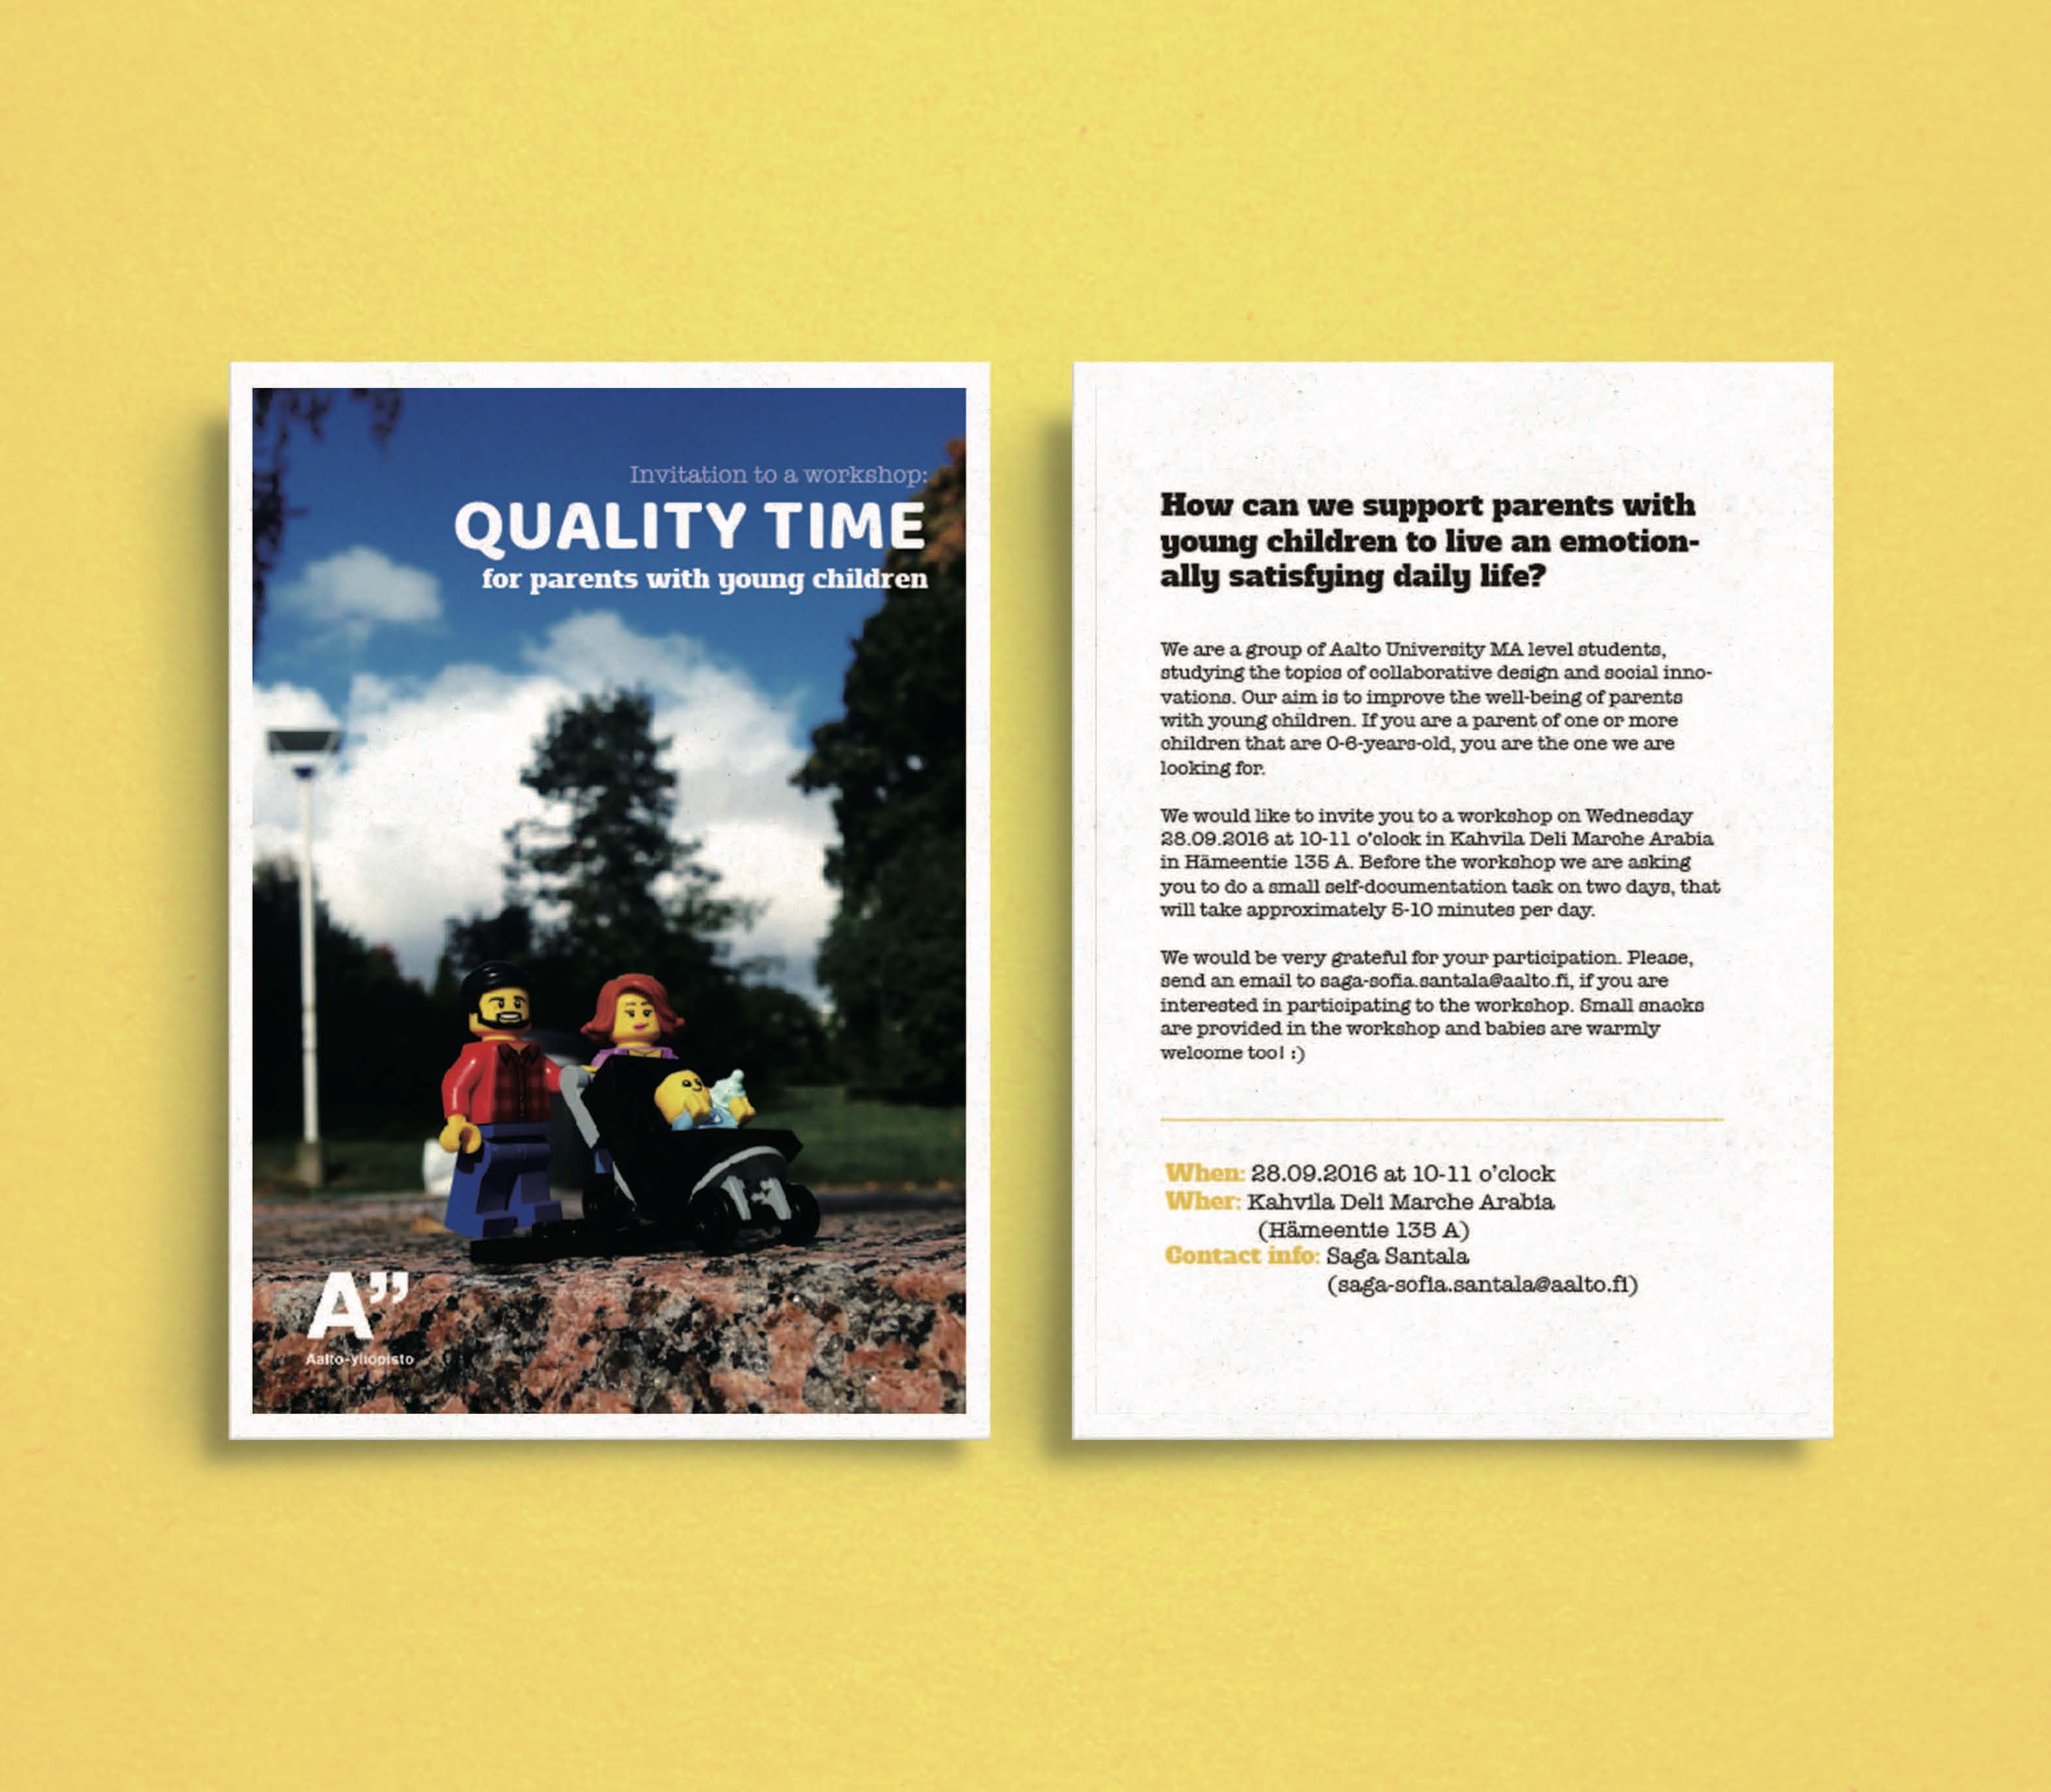 Invitation to a workshop:
QUALITY TIME
for parents with young children
A”
Aalto-yliopisto
How can we support parents with
young children to live an emotion-
ally satisfying daily life?
We are a group of Aalto University MA level students,
studying the topics of collaborative design and social inno-
vations. Our aim is to improve the well-being of parents
with young children. If you are a parent of one or more
children that are 0-6-years-old, you are the one we are
looking for.
We would like to invite you to a workshop on Wednesday
28.09.2016 at 10-11 o’clock in Kahvila Deli Marche Arabia
in Hämeentie 135 A. Before the workshop we are asking
you to do a small self-documentation task on two days, that
will take approximately 5-10 minutes per day.
We would be very grateful for your participation. Please,
send an email to saga-sofia.santala@aalto.fi, if you are
interested in participating to the workshop. Small snacks
are provided in the workshop and babies are warmly
welcome too! :)
When: 28.09.2016 at 10-11 o’clock
Wher: Kahvila Deli Marche Arabia
(Hämeentie 135 A)
Contact info: Saga Santala
(saga-sofia.santala@aalto.fi)